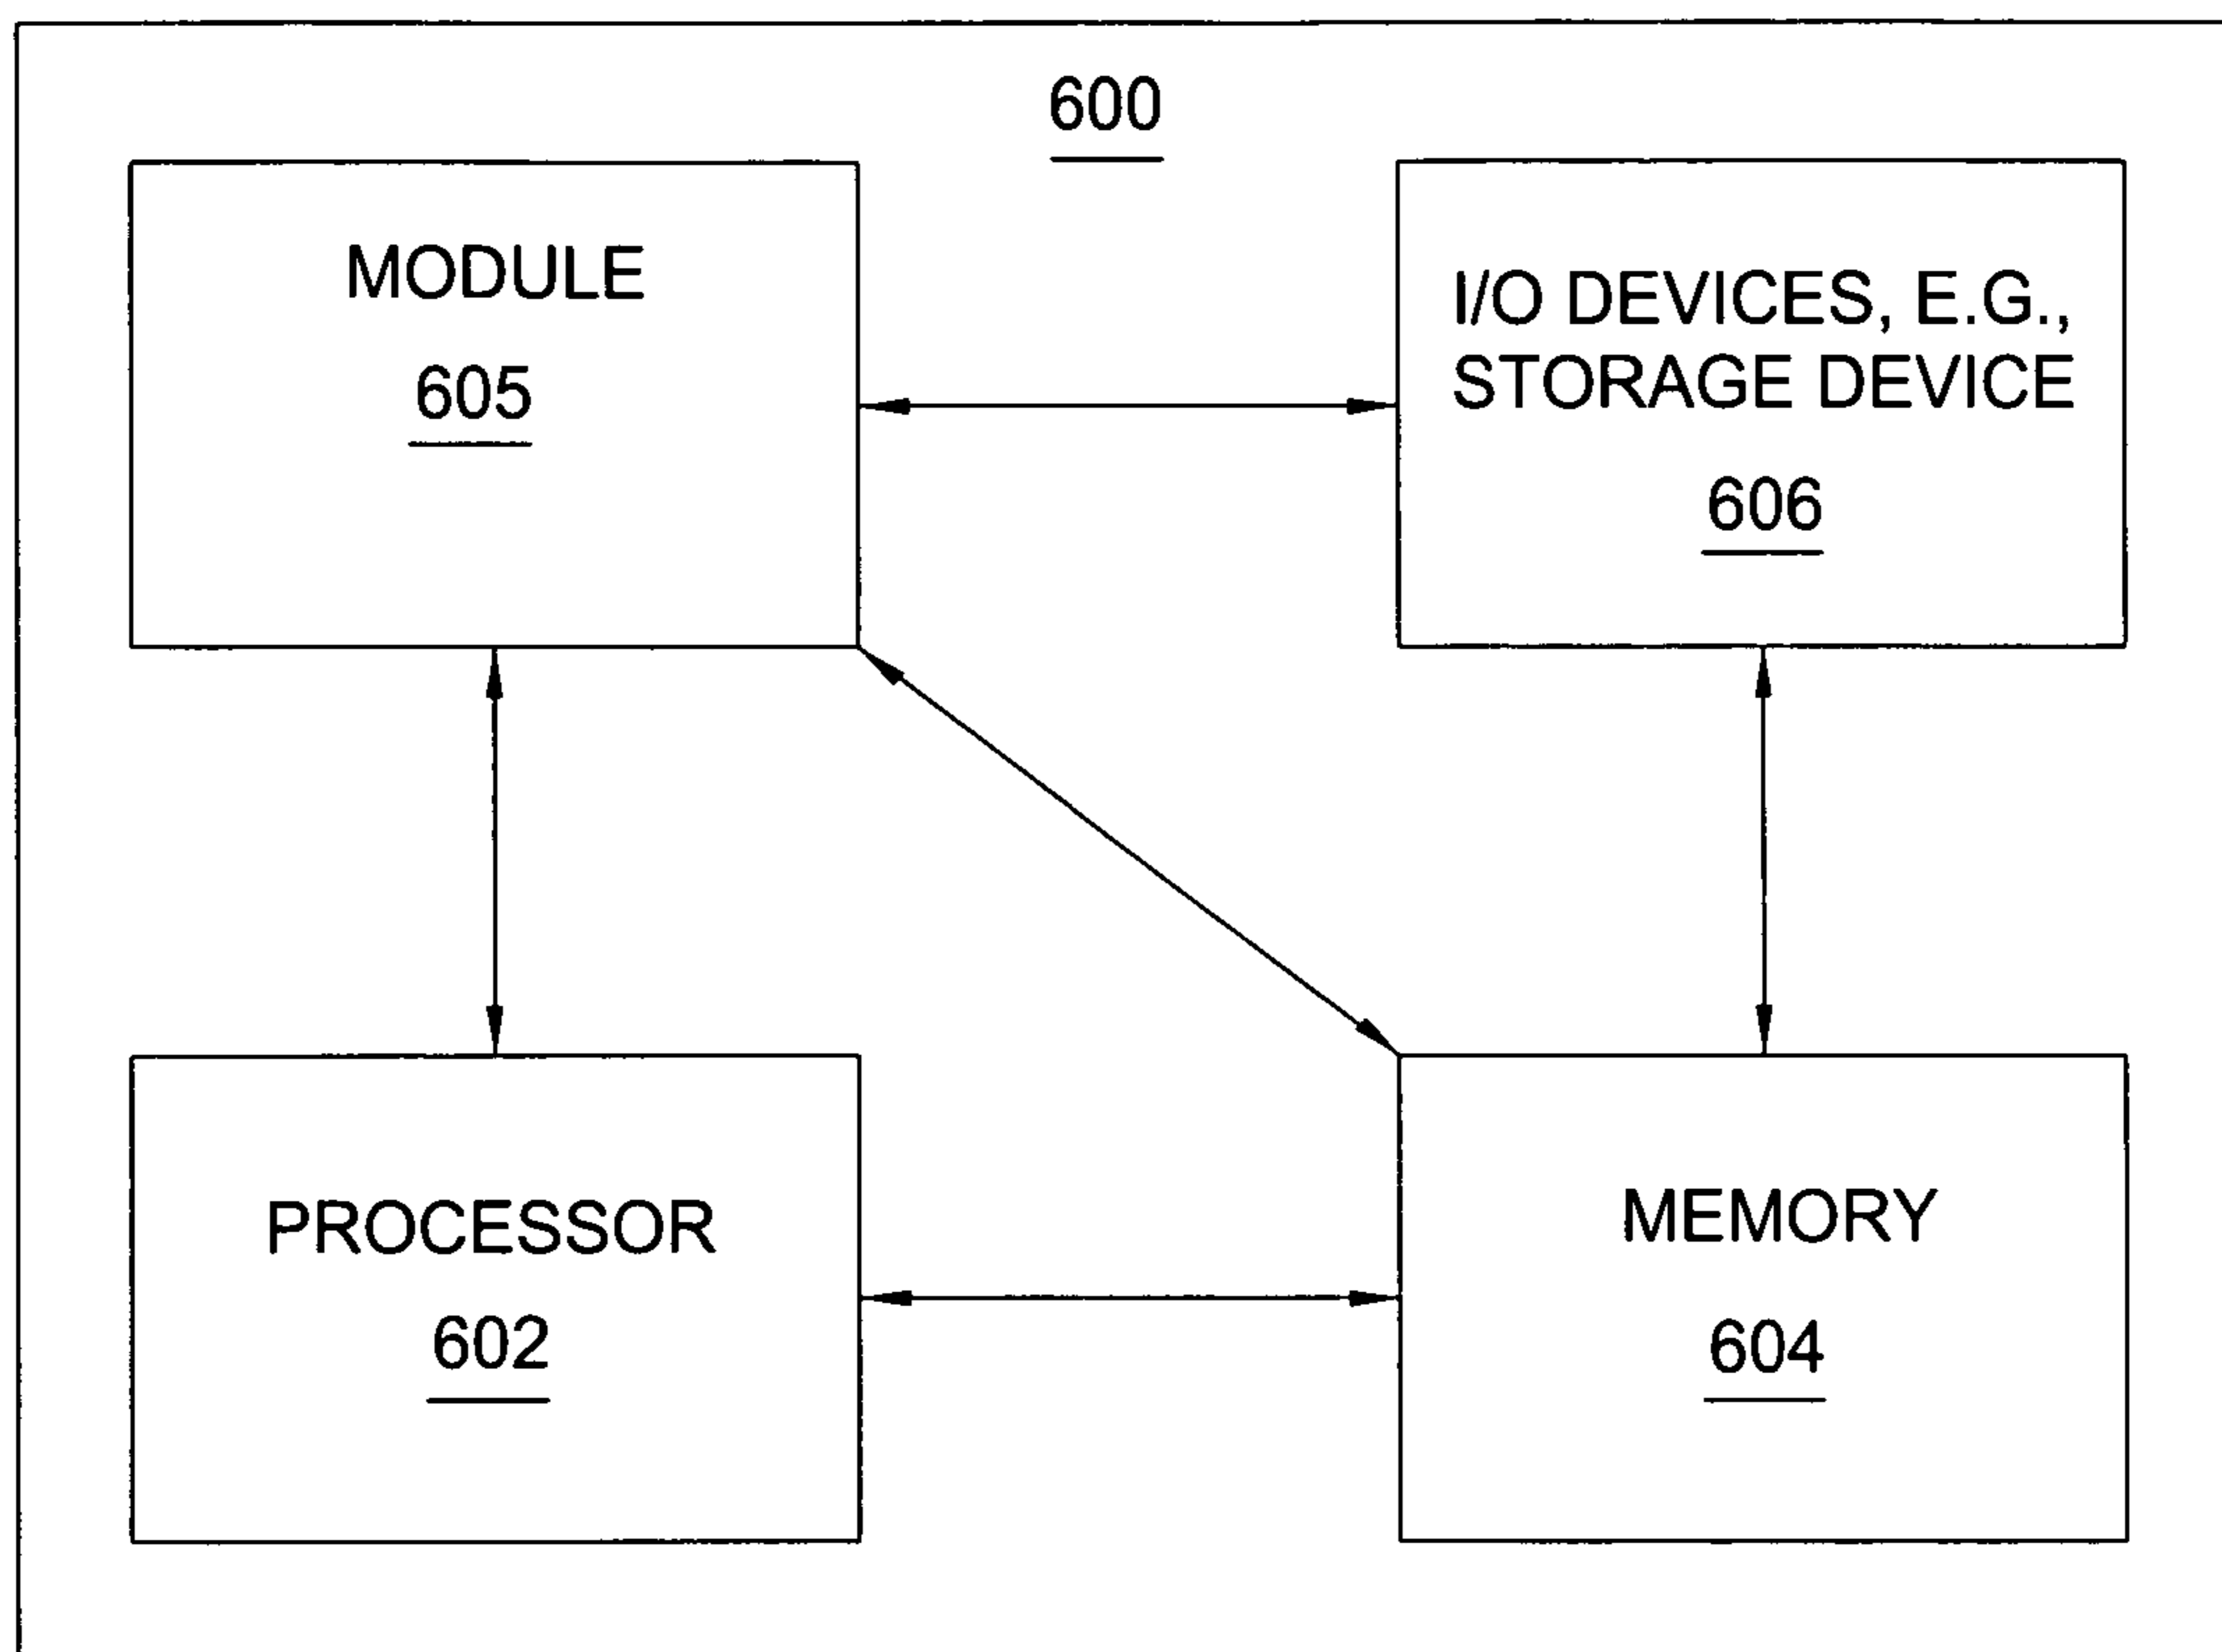 600
MODULE
605
I/O DEVICES, E.G.,
STORAGE DEVICE
606
PROCESSOR
602
MEMORY
604